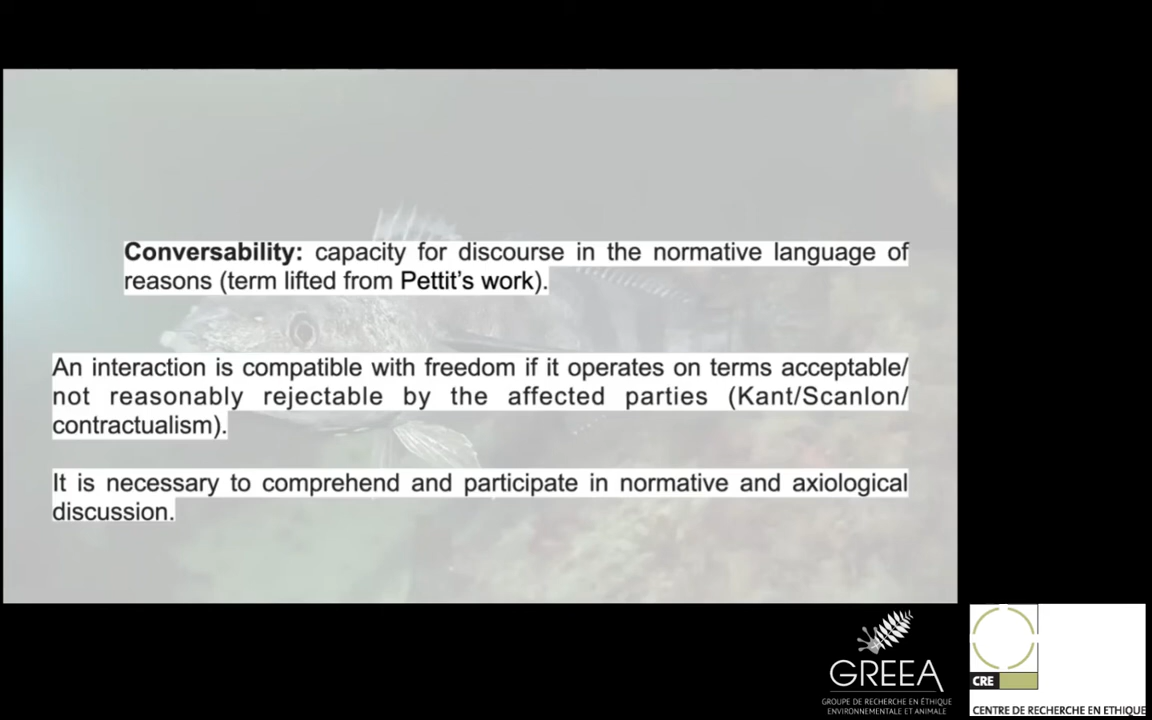 Conversability: capacity for discourse in the normative language of
reasons (term lifted from Pettit's work).
An interaction is compatible with freedom if it operates on terms acceptable/
not reasonably rejectable by the affected parties (Kant/Scanlon/
contractualism).
It is necessary to comprehend and participate in normative and axiological
discussion.
GREEA
GROUPE DE RECHERCHE EN ÉTHIQUE
ENVIRONNEMENTALE ET ANIMALE
CRE
CENTRE DE RECHERCHE EN ETHIQUE